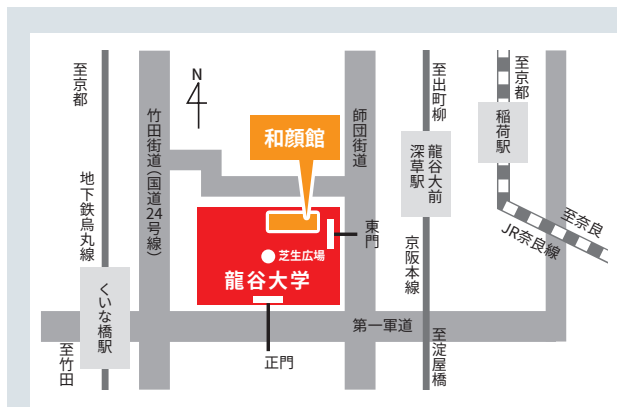 至京都
地下鉄烏丸線
くいな橋駅
至竹田
竹田街道(国道24号線)
N
和顔館
芝生広場
龍谷大学
東門
正門
師団街道
第一軍道
至出町柳
龍谷大前
深草駅
京阪本線
至淀屋橋
至京都
稲荷駅
至奈良
JR奈良線